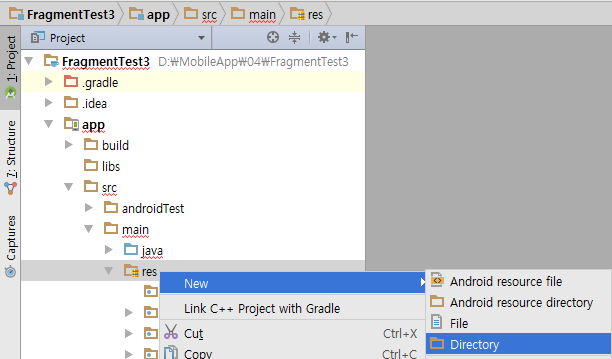 FragmentTest3 app src main res
1: Project
7: Structure
Captures
Project
FragmentTest3 D:₩MobileApp₩04₩FragmentTest3
.gradle
.idea
app
build
libs
src
androidTest
main
java
res
New
Link C++ Project with Gradle
Cut Ctrl+X
Copy Ctrl+C
Android resource file
Android resource directory
File
Directory